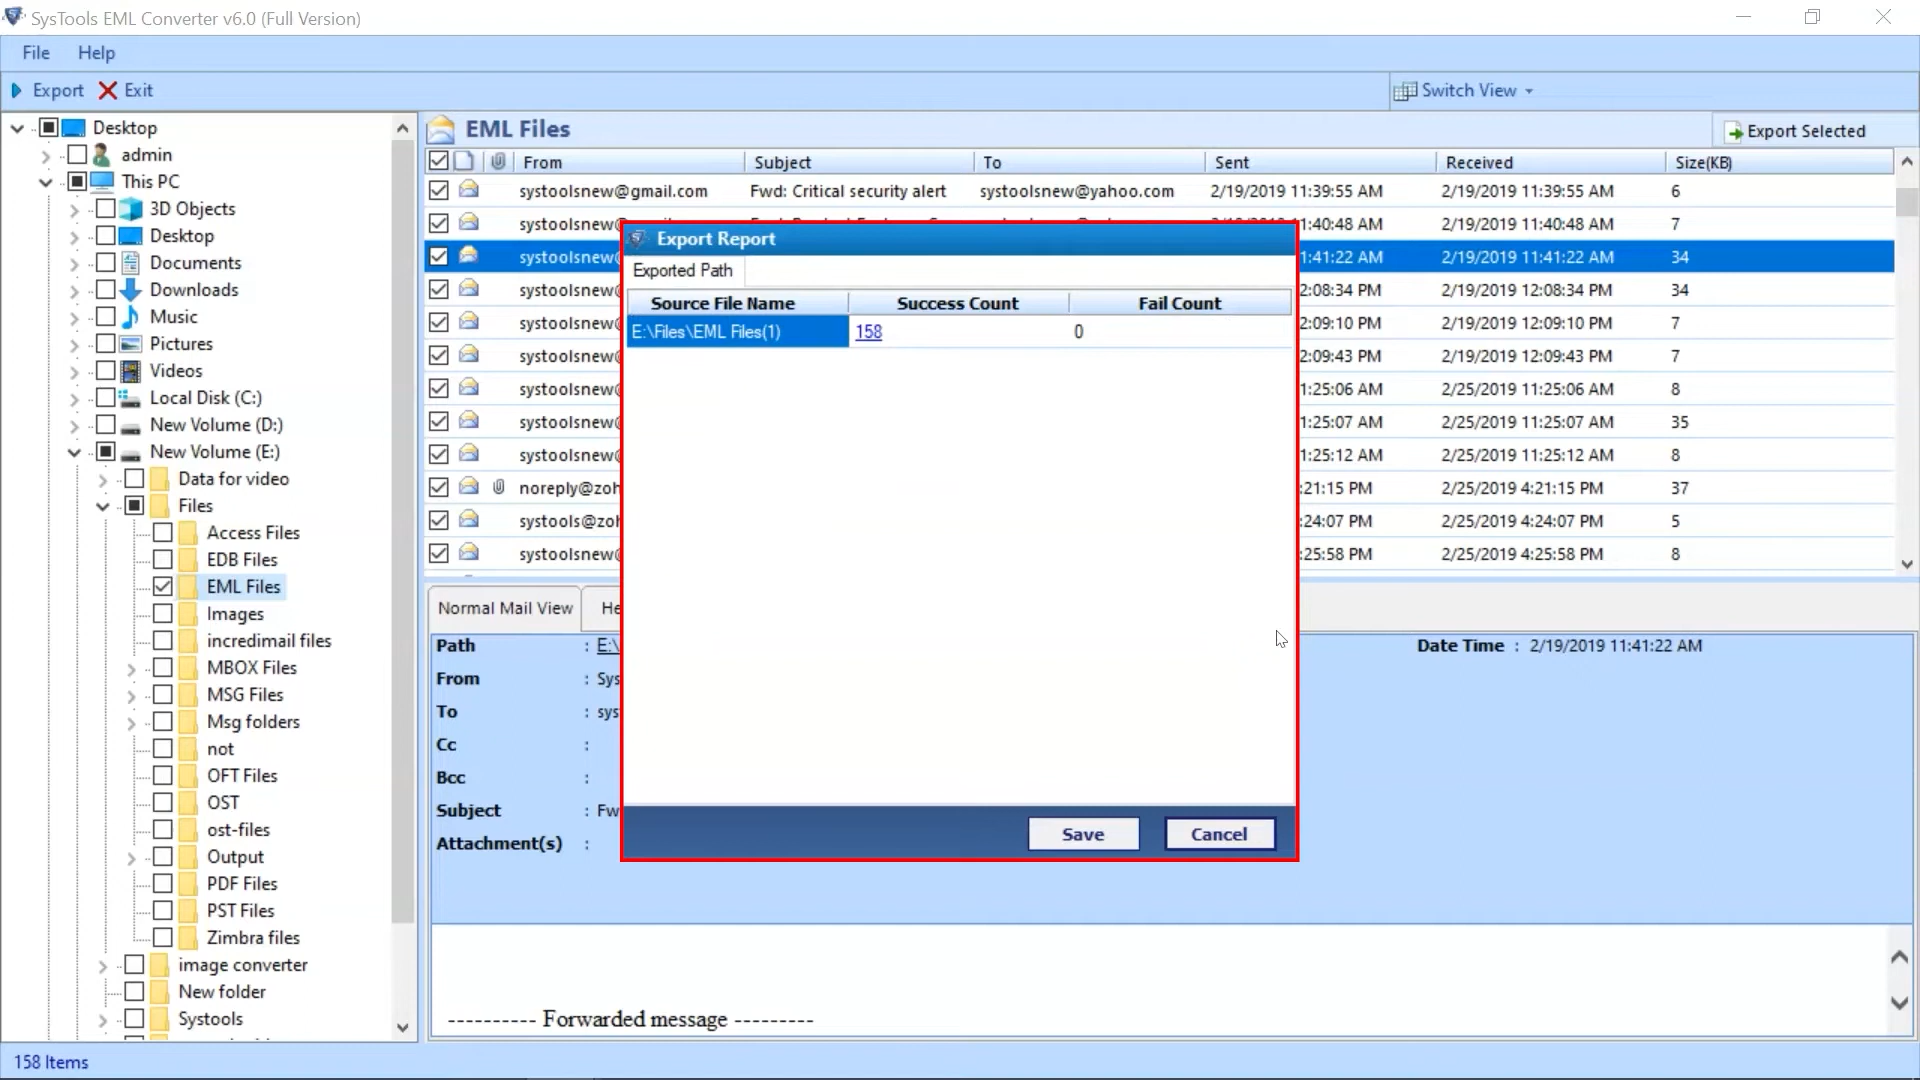 SysTools EML Converter v6.0 (Full Version)
File Help
Export Exit Switch View
Desktop
admin
This PC
3D Objects
Desktop
Documents
Downloads
Music
Pictures
Videos
Local Disk (C:)
New Volume (D:)
New Volume (E:)
Data for video
Files
Access Files
EDB Files
EML Files
Images
incredimail files
MBOX Files
MSG Files
Msg folders
not
OFT Files
OST
ost-files
Output
PDF Files
PST Files
Zimbra files
image converter
New folder
Systools
EML Files Export Selected
From Subject To Sent Received Size(KB)
systoolsnew@gmail.com Fwd: Critical security alert systoolsnew@yahoo.com 2/19/2019 11:39:55 AM 2/19/2019 11:39:55 AM 6
systoolsnew@ 1:40:48 AM 2/19/2019 11:40:48 AM 7
systoolsnew@ 1:41:22 AM 2/19/2019 11:41:22 AM 34
systoolsnew@ 2:08:34 PM 2/19/2019 12:08:34 PM 34
systoolsnew@ 2:09:10 PM 2/19/2019 12:09:10 PM 7
systoolsnew@ 2:09:43 PM 2/19/2019 12:09:43 PM 7
systoolsnew@ 1:25:06 AM 2/25/2019 11:25:06 AM 8
systoolsnew@ 1:25:07 AM 2/25/2019 11:25:07 AM 35
systoolsnew@ 1:25:12 AM 2/25/2019 11:25:12 AM 8
noreply@zoh :21:15 PM 2/25/2019 4:21:15 PM 37
systools@zoh :24:07 PM 2/25/2019 4:24:07 PM 5
systoolsnew@ :25:58 PM 2/25/2019 4:25:58 PM 8
Export Report
Exported Path
Source File Name Success Count Fail Count
E:\Files\EML Files(1) 158 0
Save Cancel
Normal Mail View He
Path : E:\ Date Time : 2/19/2019 11:41:22 AM
From : Sys
To : sys
Cc :
Bcc :
Subject : Fw
Attachment(s) :
---------- Forwarded message ---------
158 Items